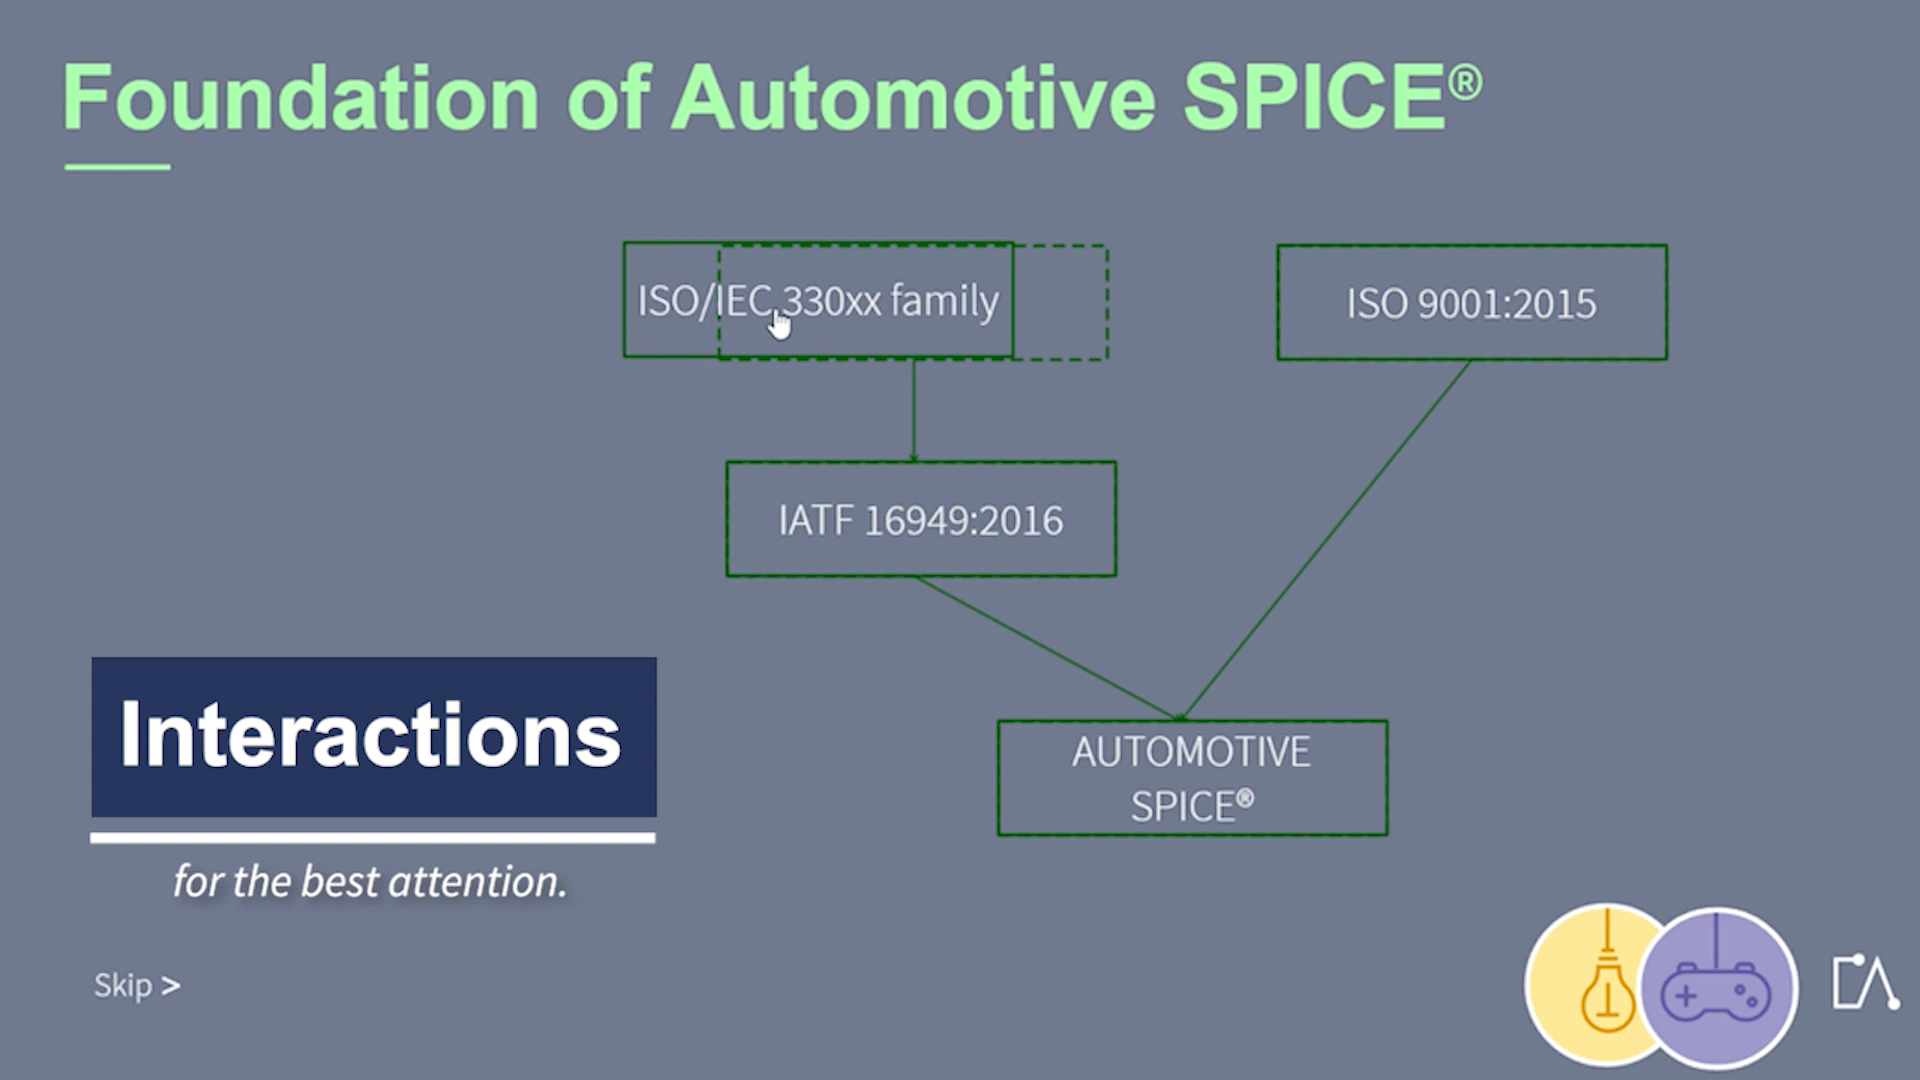 Foundation of Automotive SPICE®
ISO/IEC 330xx family
ISO 9001:2015
IATF 16949:2016
AUTOMOTIVE
SPICE®
Interactions
for the best attention.
Skip >